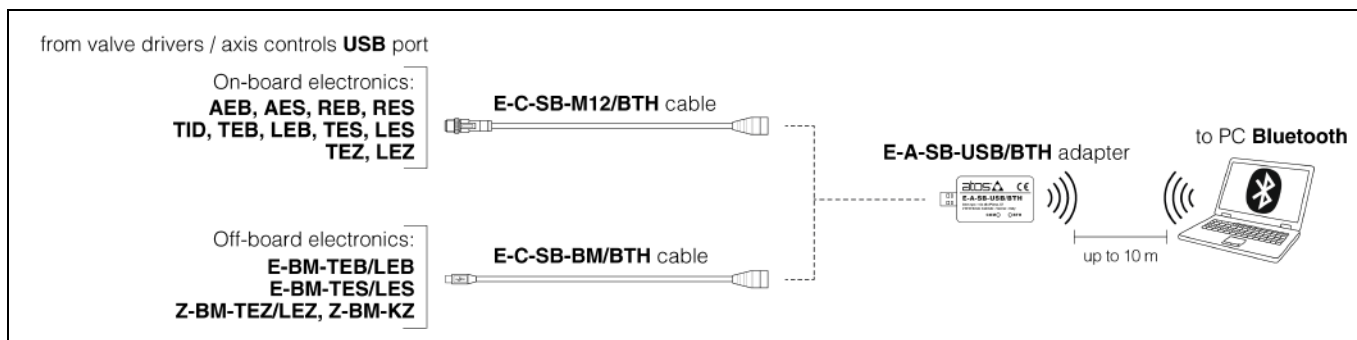 from valve drivers / axis controls USB port
On-board electronics:
AEB, AES, REB, RES
TID, TEB, LEB, TES, LES
TEZ, LEZ
E-C-SB-M12/BTH cable
Off-board electronics:
E-BM-TEB/LEB
E-BM-TES/LES
Z-BM-TEZ/LEZ, Z-BM-KZ
E-C-SB-BM/BTH cable
E-A-SB-USB/BTH adapter
atos CE
E-A-SB-USB/BTH
to PC Bluetooth
up to 10 m